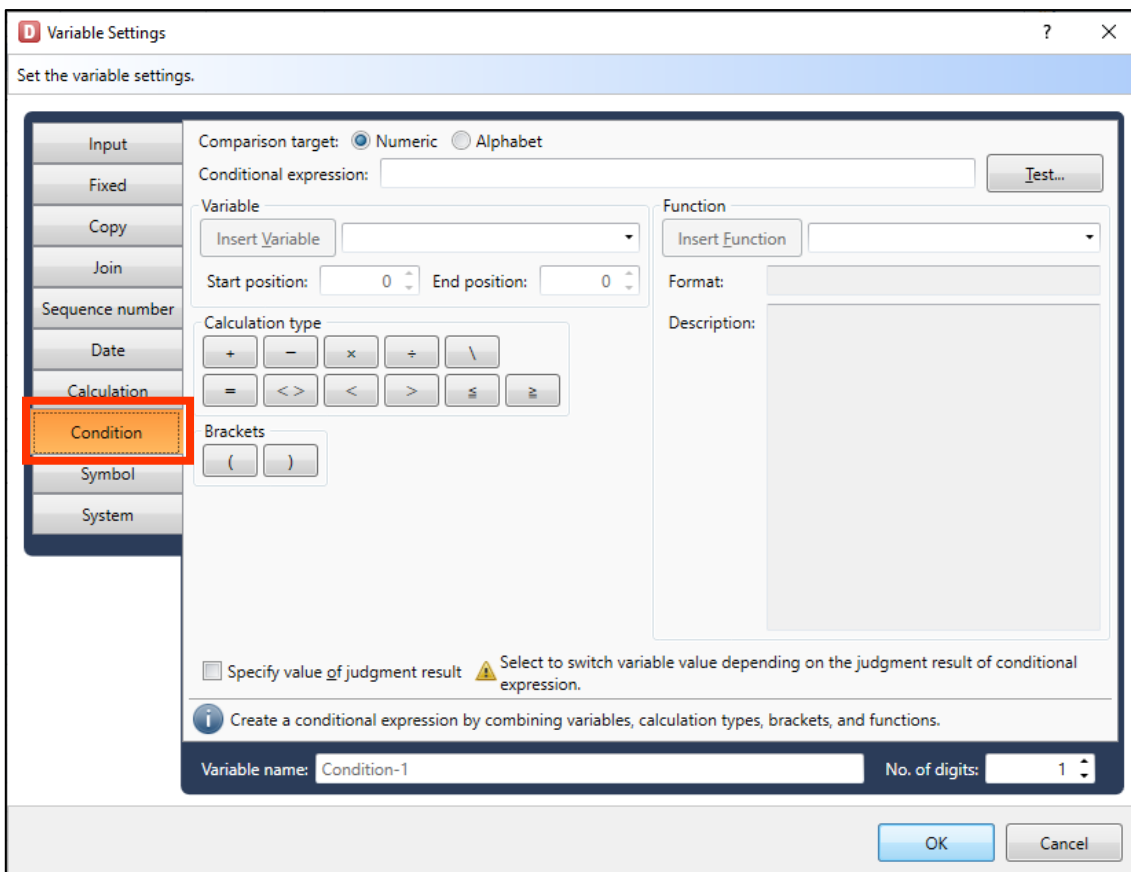 D Variable Settings ?
Set the variable settings.
Input
Fixed
Copy
Join
Sequence number
Date
Calculation
Condition
Symbol
System
Comparison target: Numeric Alphabet
Conditional expression: Test...
Variable
Insert Variable
Start position: 0 End position: 0
Calculation type
+ − × ÷ \
= < > < > ≦ ≧
Brackets
( )
Function
Insert Function
Format:
Description:
Specify value of judgment result Select to switch variable value depending on the judgment result of conditional
expression.
i Create a conditional expression by combining variables, calculation types, brackets, and functions.
Variable name: Condition-1 No. of digits: 1
OK Cancel